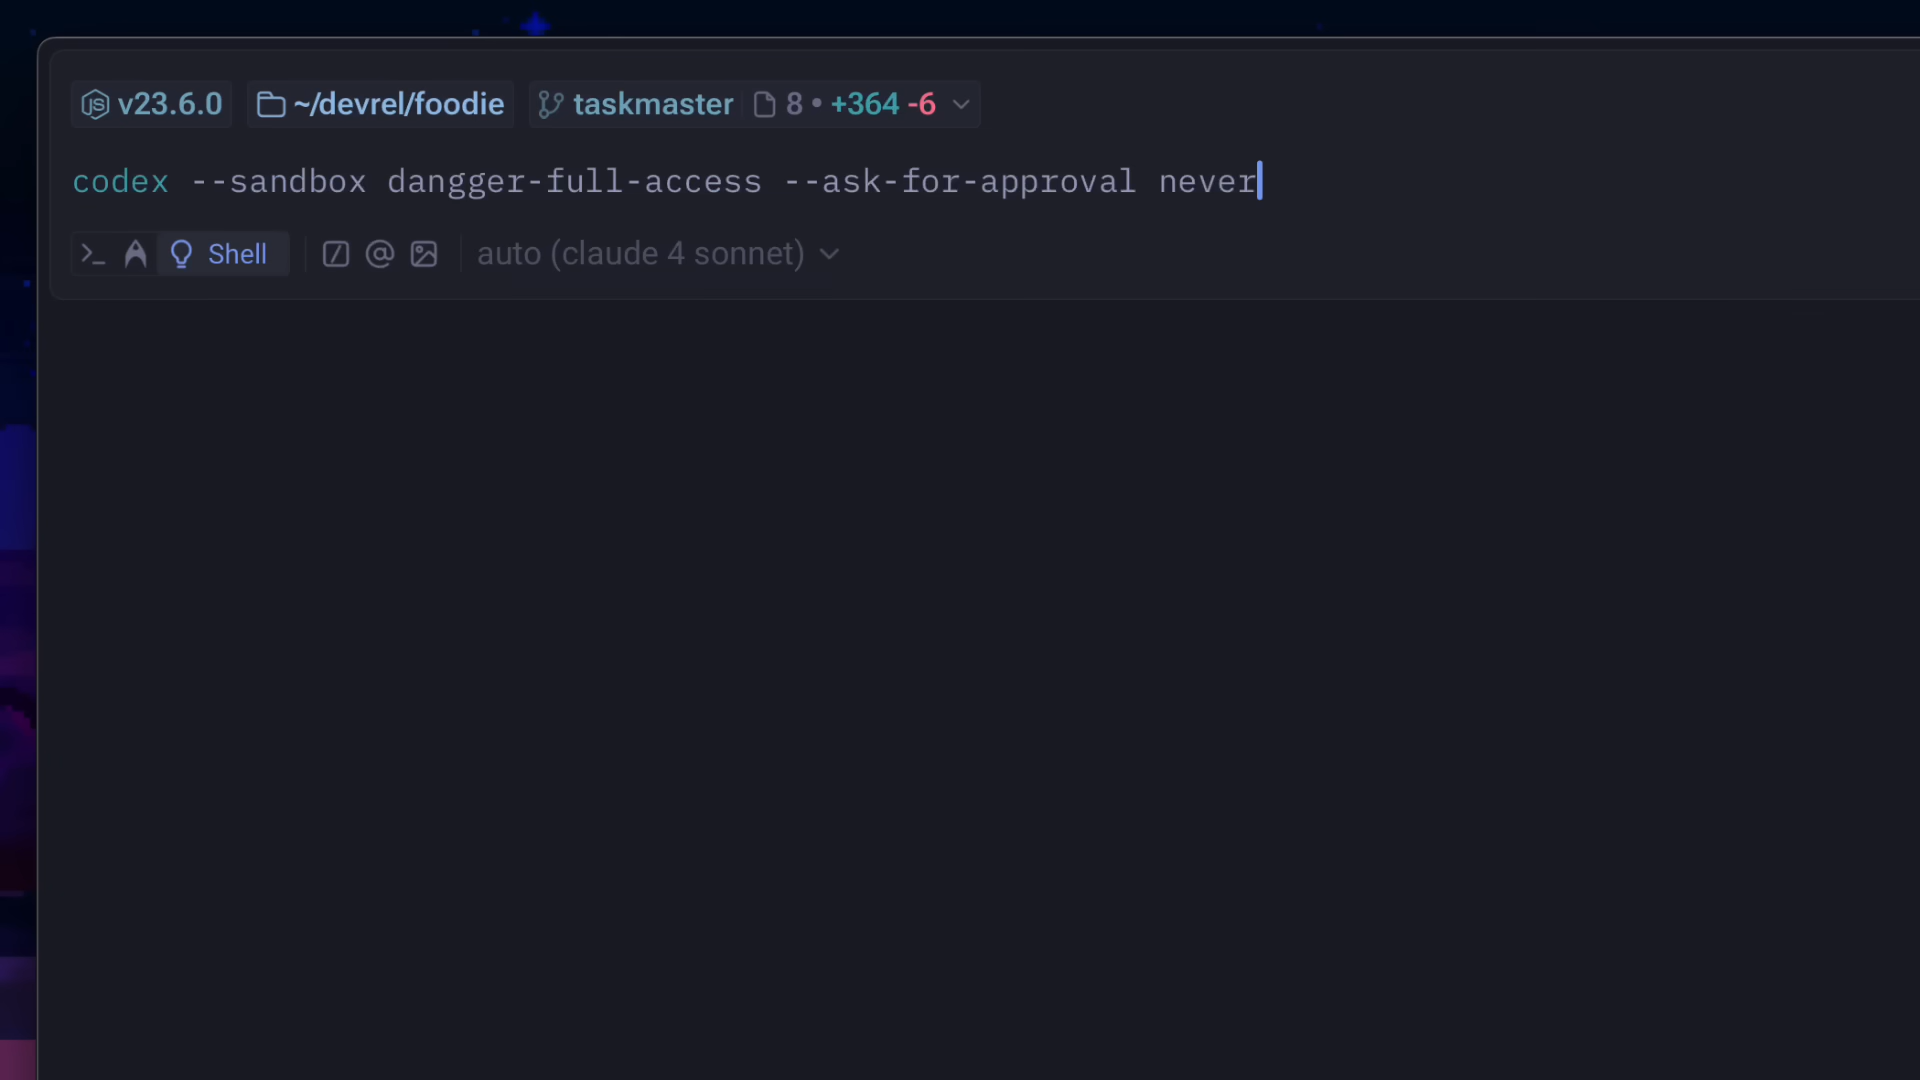 JS v23.6.0 ~/devrel/foodie taskmaster 8 • +364 -6
codex --sandbox dangger-full-access --ask-for-approval never
>_ Shell / @ auto (claude 4 sonnet)